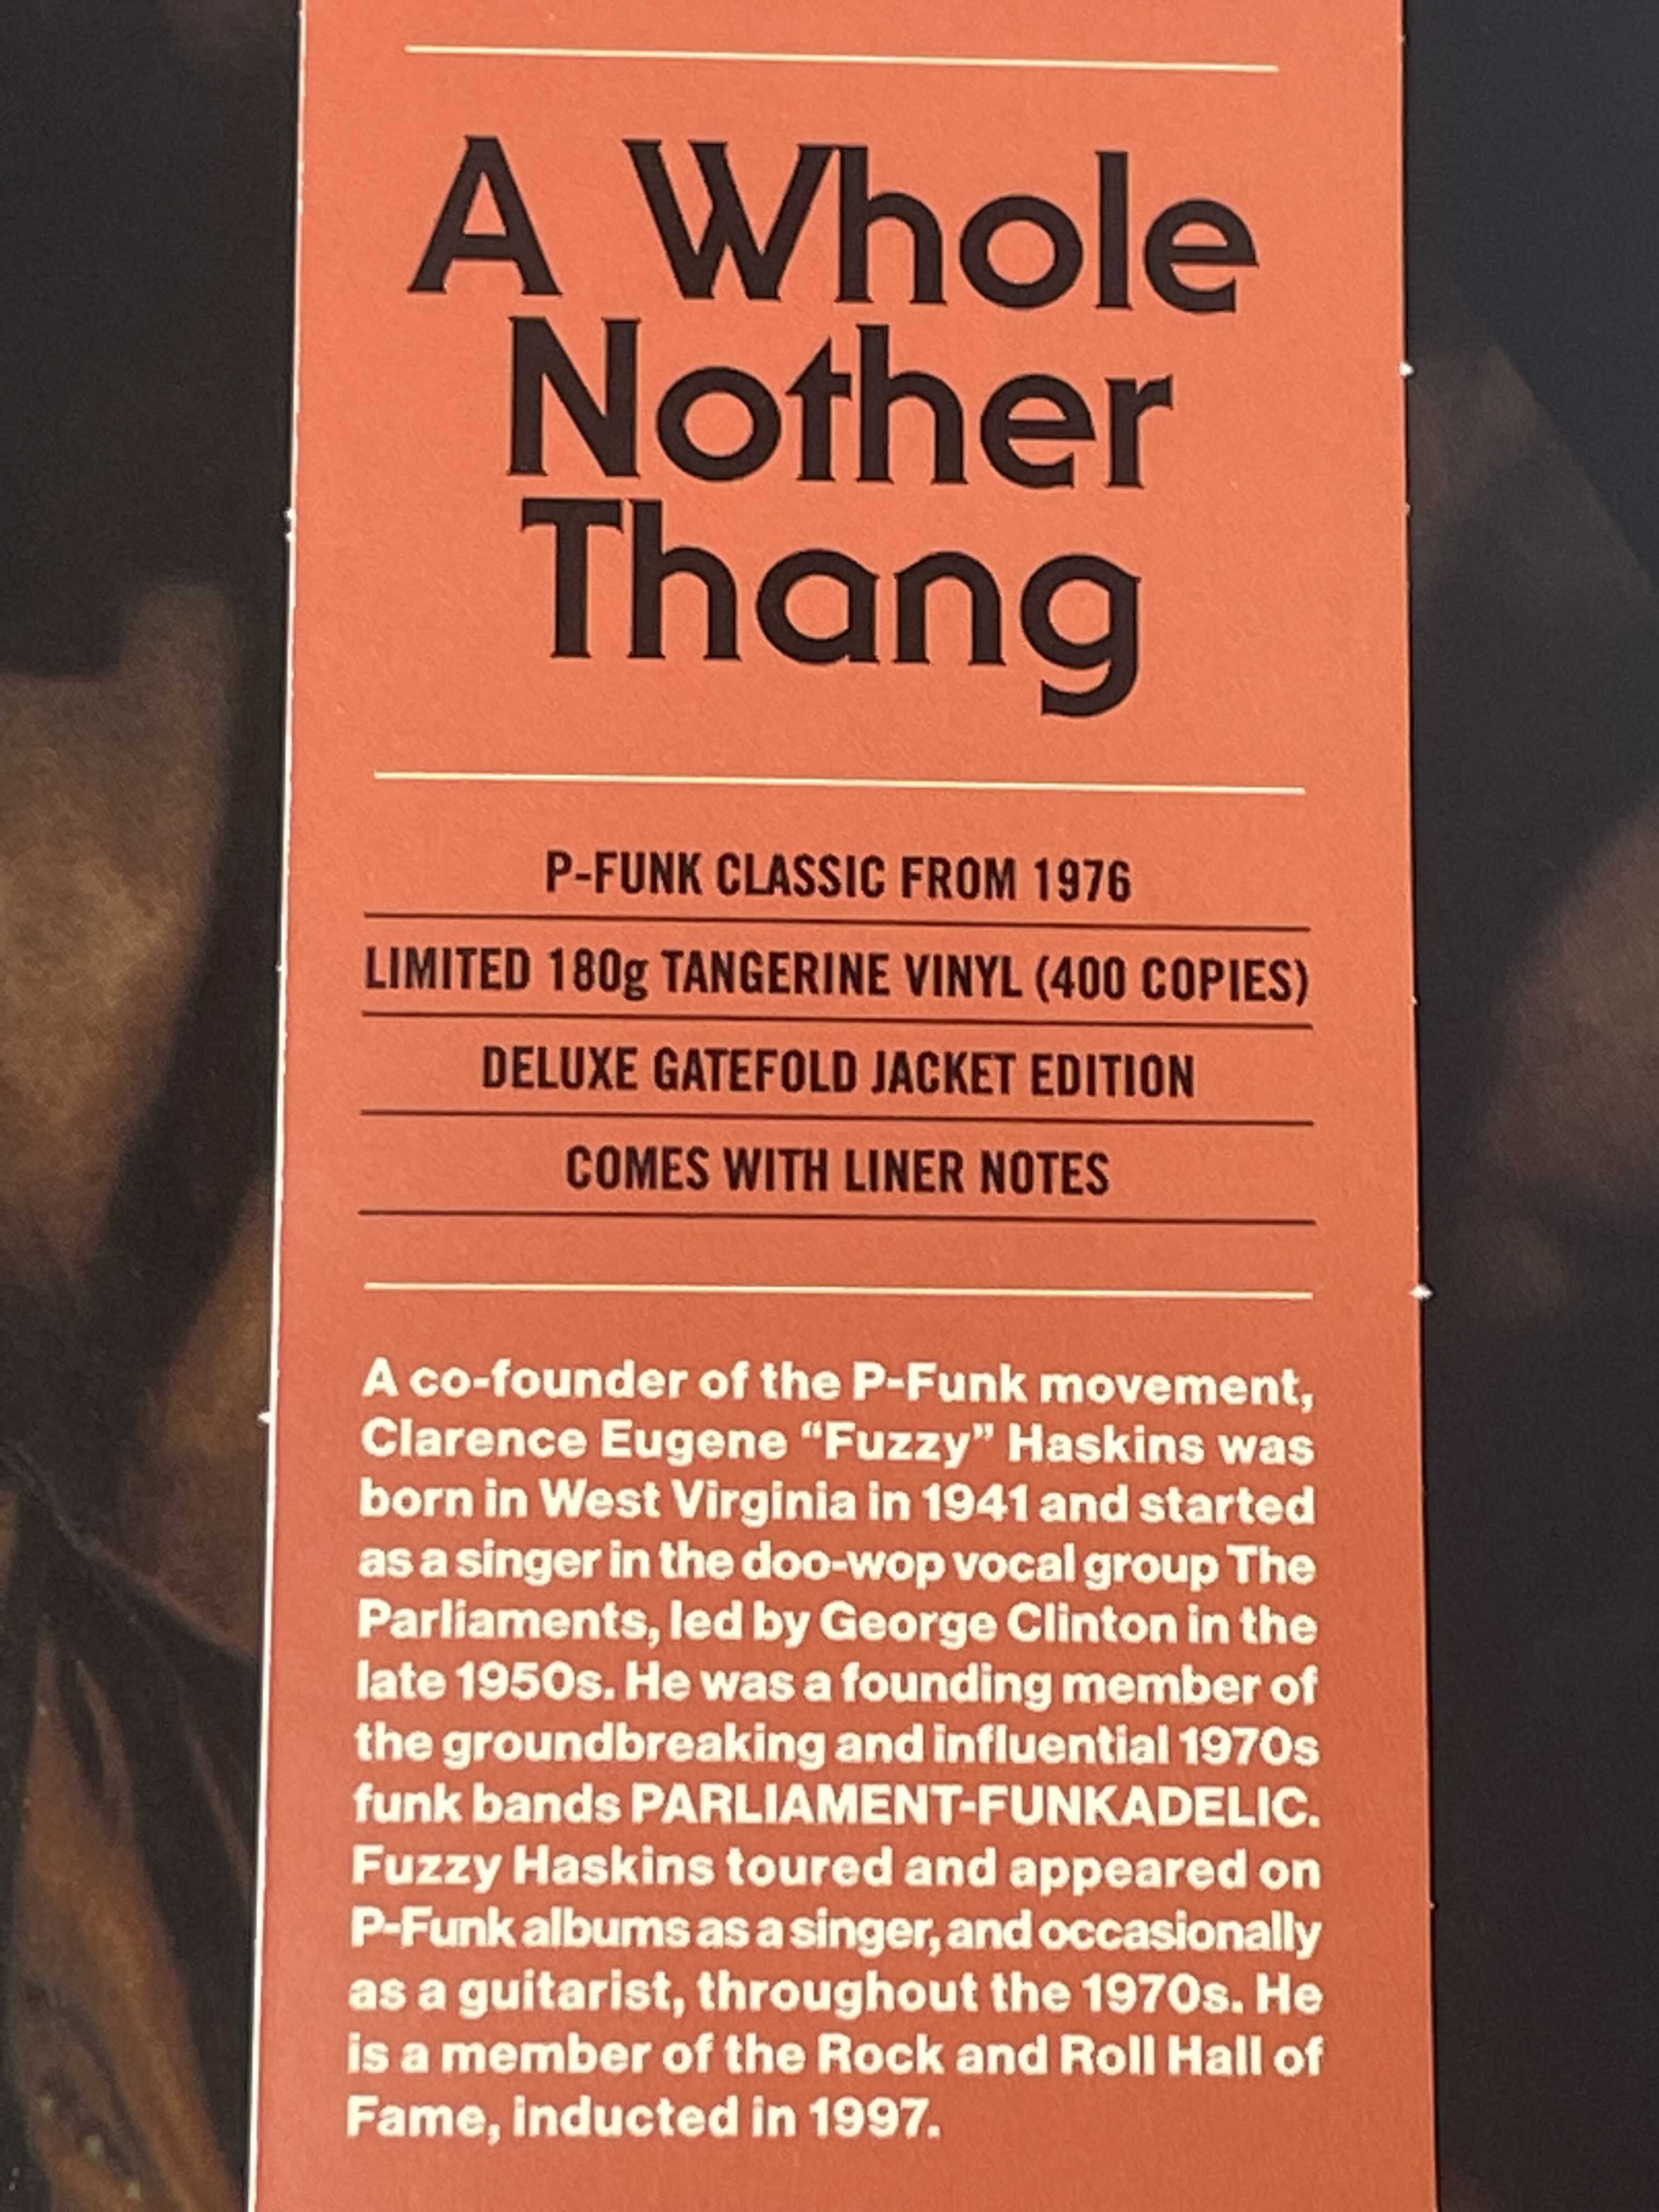 A Whole
Nother
Thang
P-FUNK CLASSIC FROM 1976
LIMITED 180g TANGERINE VINYL (400 COPIES)
DELUXE GATEFOLD JACKET EDITION
COMES WITH LINER NOTES
A co-founder of the P-Funk movement,
Clarence Eugene “Fuzzy” Haskins was
born in West Virginia in 1941 and started
as a singer in the doo-wop vocal group The
Parliaments, led by George Clinton in the
late 1950s. He was a founding member of
the groundbreaking and influential 1970s
funk bands PARLIAMENT-FUNKADELIC.
Fuzzy Haskins toured and appeared on
P-Funk albums as a singer, and occasionally
as a guitarist, throughout the 1970s. He
is a member of the Rock and Roll Hall of
Fame, inducted in 1997.